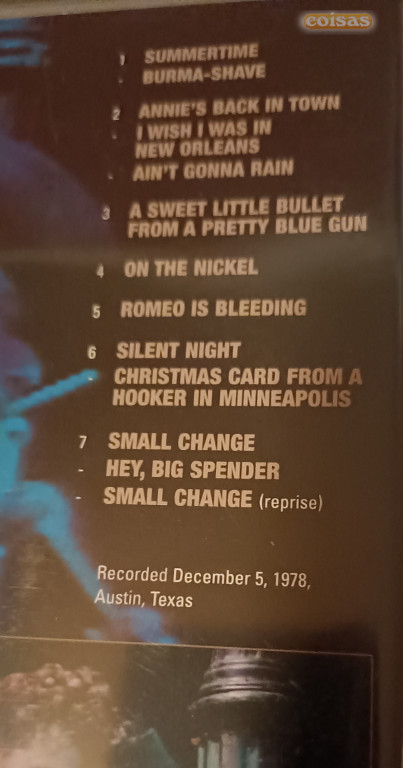 coisas
1 SUMMERTIME
- BURMA-SHAVE
2 ANNIE'S BACK IN TOWN
- I WISH I WAS IN
NEW ORLEANS
- AIN'T GONNA RAIN
3 A SWEET LITTLE BULLET
FROM A PRETTY BLUE GUN
4 ON THE NICKEL
5 ROMEO IS BLEEDING
6 SILENT NIGHT
- CHRISTMAS CARD FROM A
HOOKER IN MINNEAPOLIS
7 SMALL CHANGE
- HEY, BIG SPENDER
- SMALL CHANGE (reprise)
Recorded December 5, 1978,
Austin, Texas